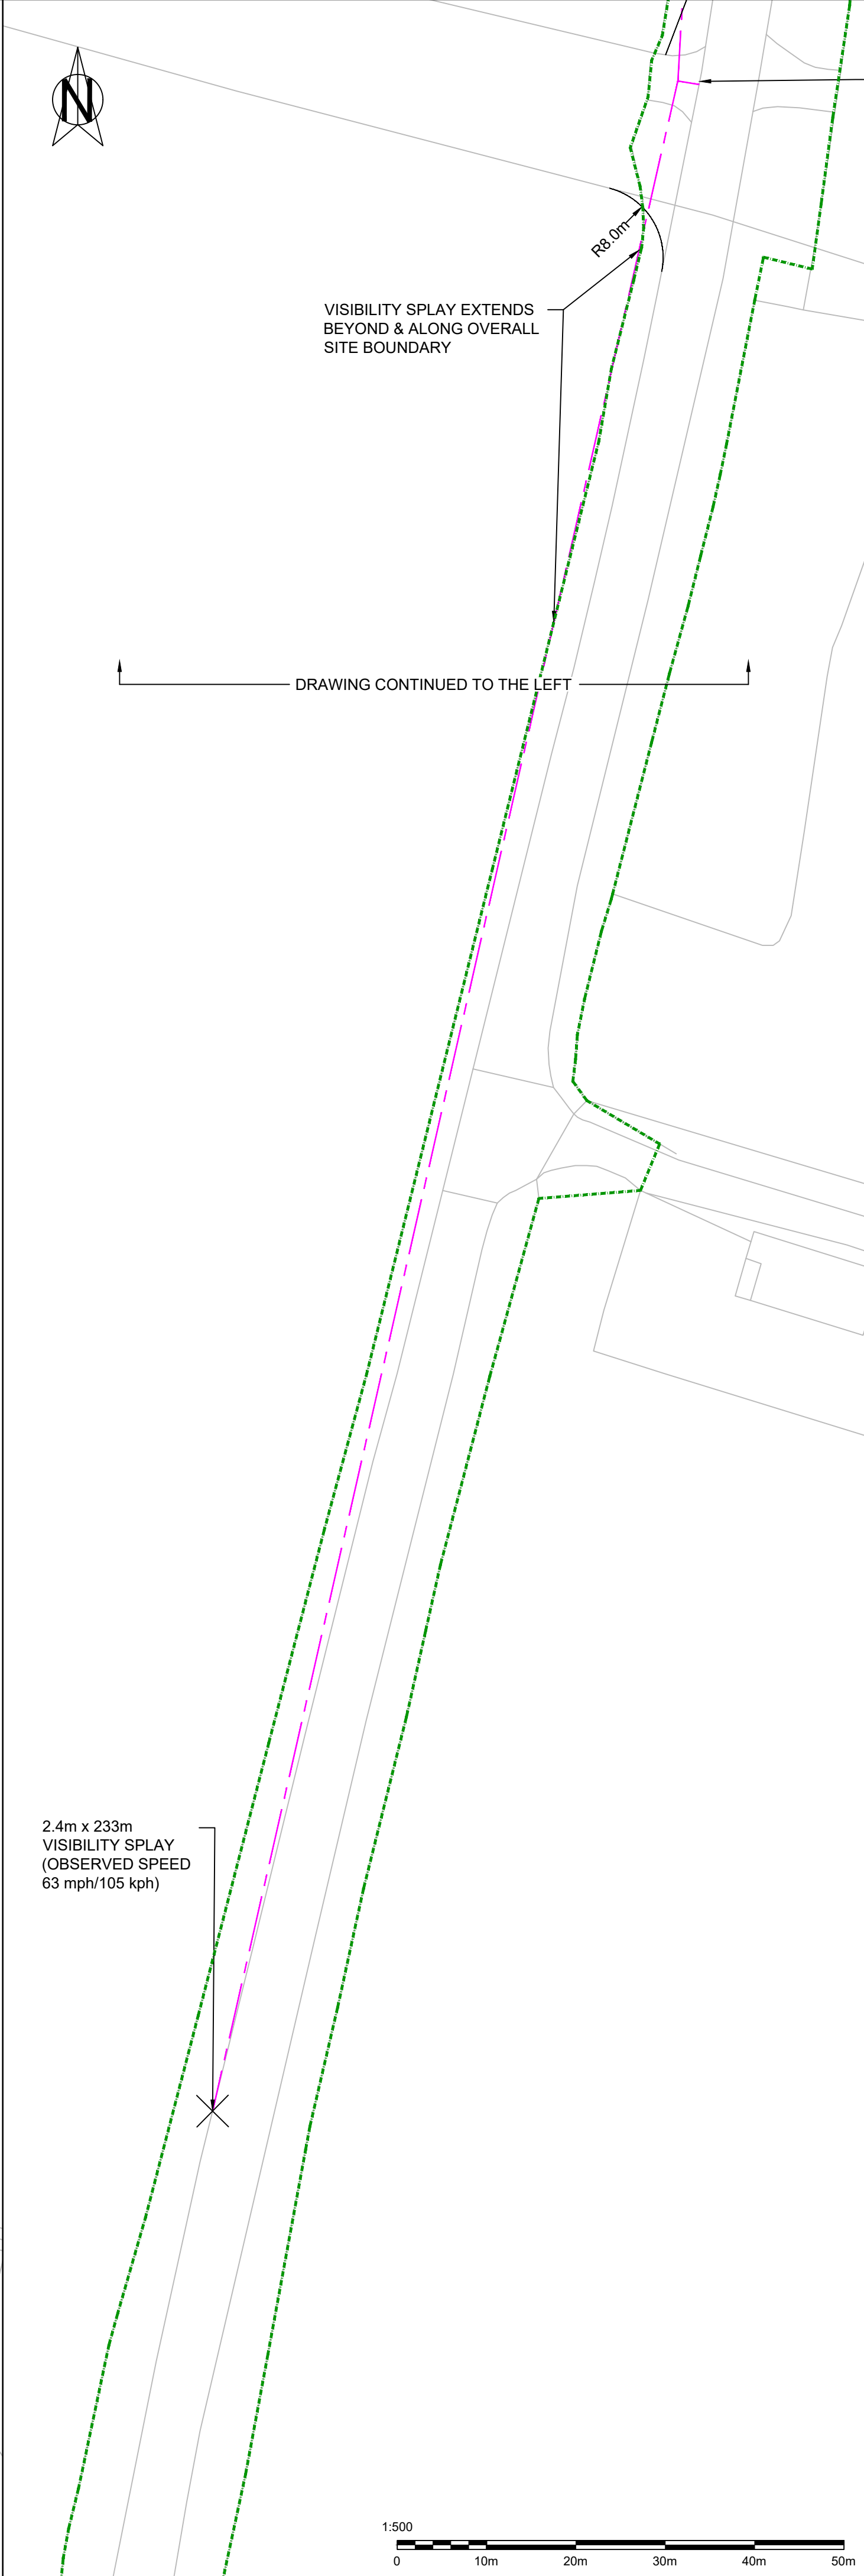 N
R8.0m
VISIBILITY SPLAY EXTENDS
BEYOND & ALONG OVERALL
SITE BOUNDARY
DRAWING CONTINUED TO THE LEFT
2.4m x 233m
VISIBILITY SPLAY
(OBSERVED SPEED
63 mph/105 kph)
1:500
0 10m 20m 30m 40m 50m